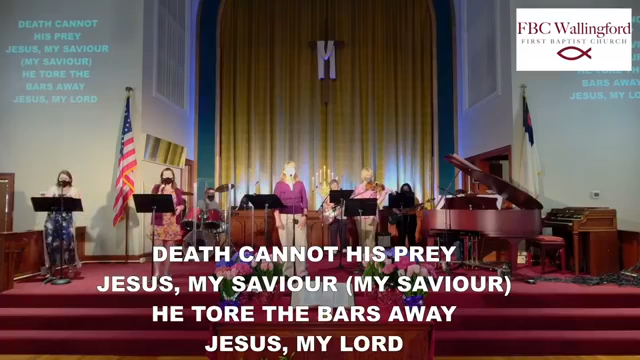 DEATH CANNOT
HIS PREY
JESUS, MY SAVIOUR
(MY SAVIOUR)
HE TORE THE
BARS AWAY
JESUS, MY LORD
FBC Wallingford
FIRST BAPTIST CHURCH
BARS AWAY
JESUS, MY LO
DEATH CANNOT HIS PREY
JESUS, MY SAVIOUR (MY SAVIOUR)
HE TORE THE BARS AWAY
JESUS, MY LORD